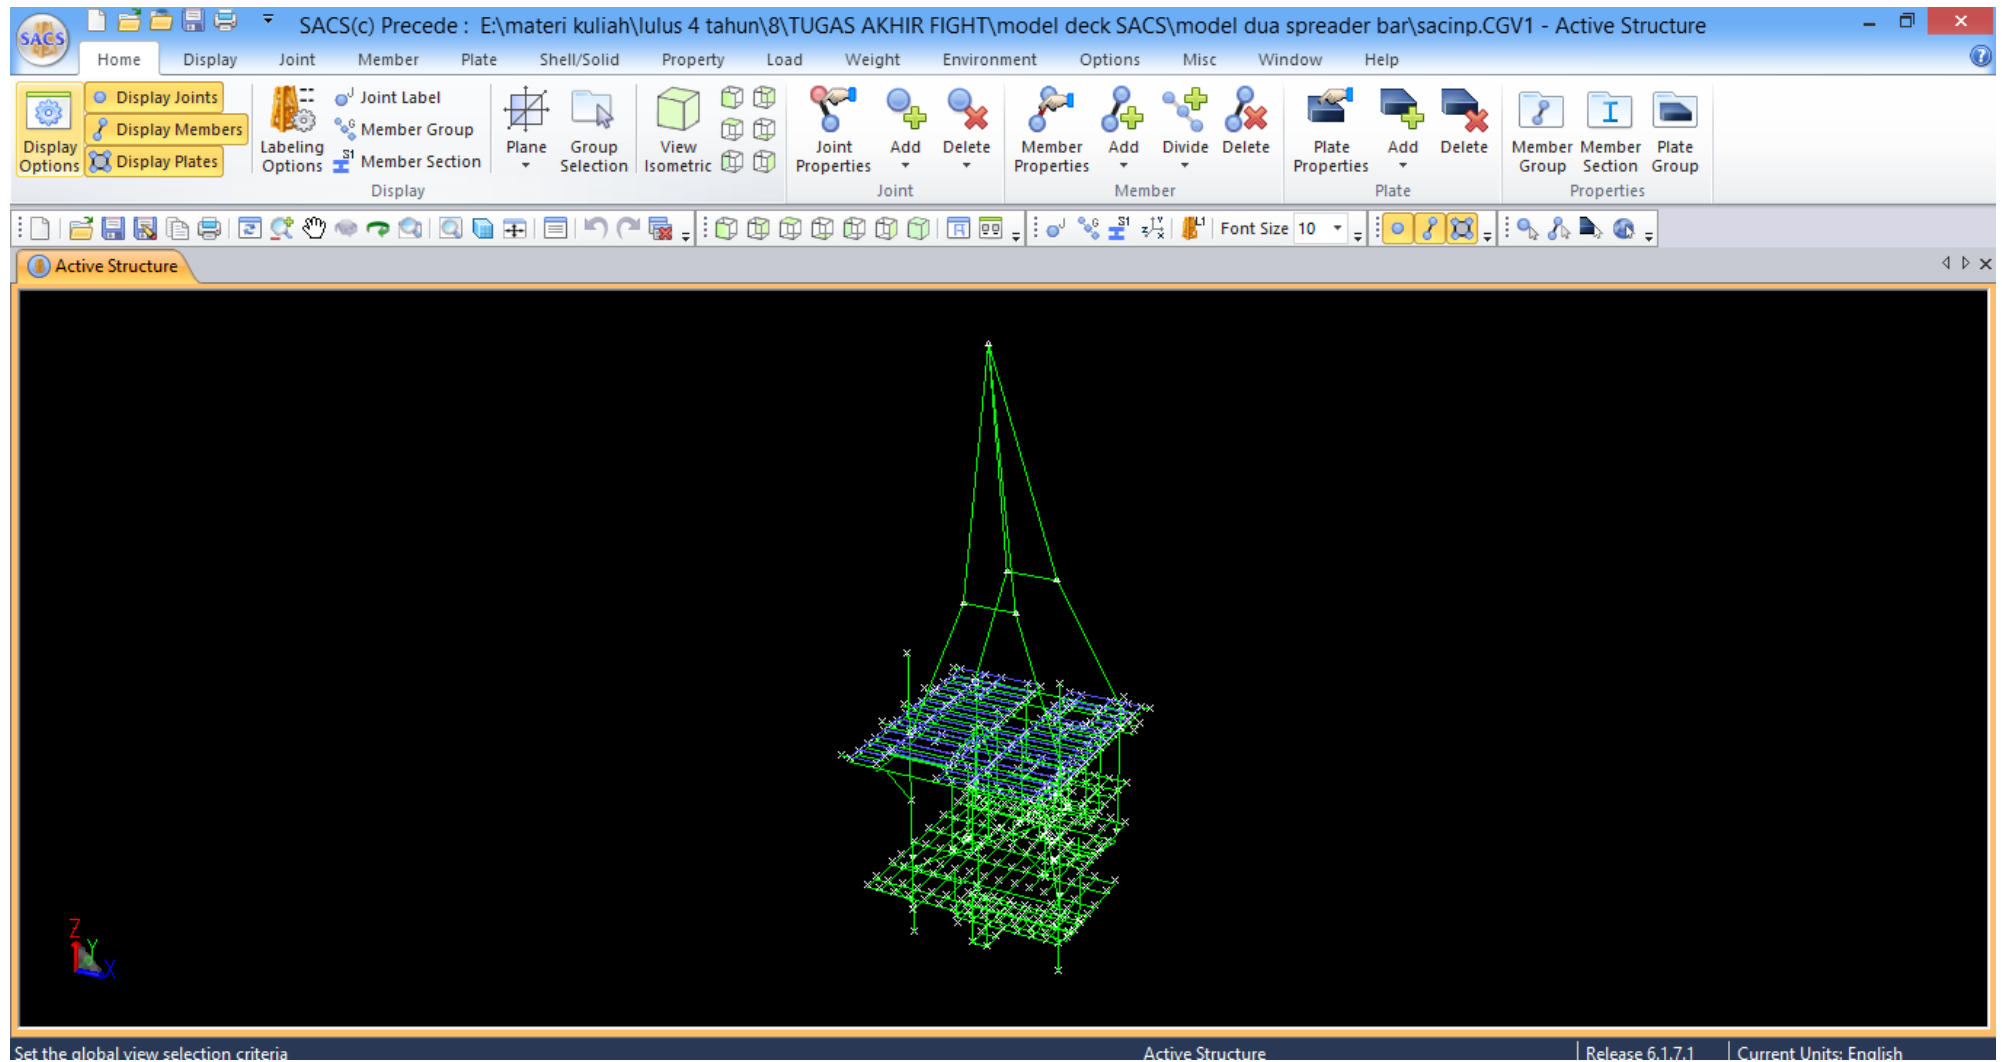 SACS
SACS(c) Precede : E:\materi kuliah\lulus 4 tahun\8\TUGAS AKHIR FIGHT\model deck SACS\model dua spreader bar\sacinp.CGV1 - Active Structure
Home Display Joint Member Plate Shell/Solid Property Load Weight Environment Options Misc Window Help
Display Options
Display Joints
Display Members
Display Plates
Labeling Options
Joint Label
Member Group
Member Section
Display
Plane
Group Selection
View Isometric
Joint Properties
Add
Delete
Joint
Member Properties
Add
Divide
Delete
Member
Plate Properties
Add
Delete
Plate
Member Group
Member Section
Plate Group
Properties
Font Size 10
Active Structure
Z
Y
X
Set the global view selection criteria
Active Structure
Release 6.1.7.1
Current Units: English